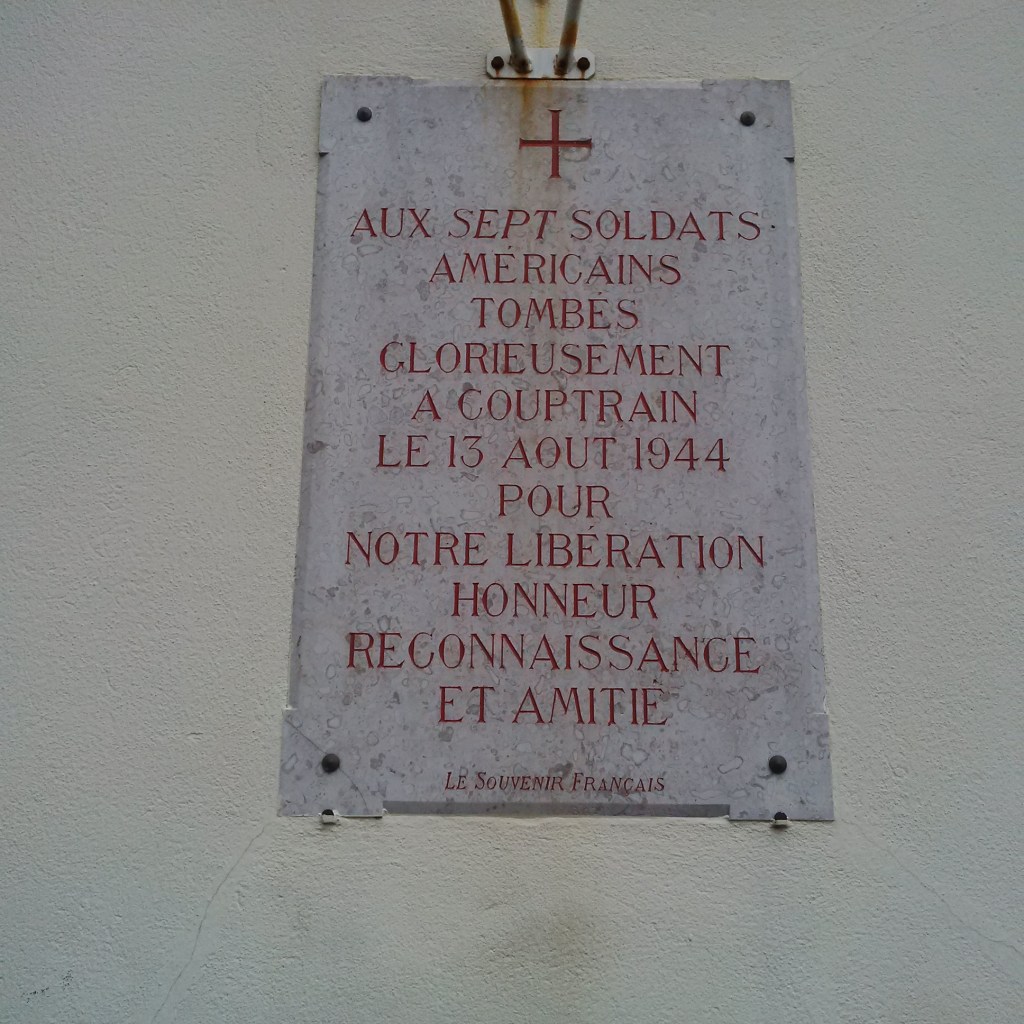 AUX SEPT SOLDATS
AMÉRICAINS
TOMBÉS
GLORIEUSEMENT
A COUPTRAIN
LE 13 AOUT 1944
POUR
NOTRE LIBÉRATION
HONNEUR
RECONNAISSANCE
ET AMITIÉ
LE SOUVENIR FRANÇAIS